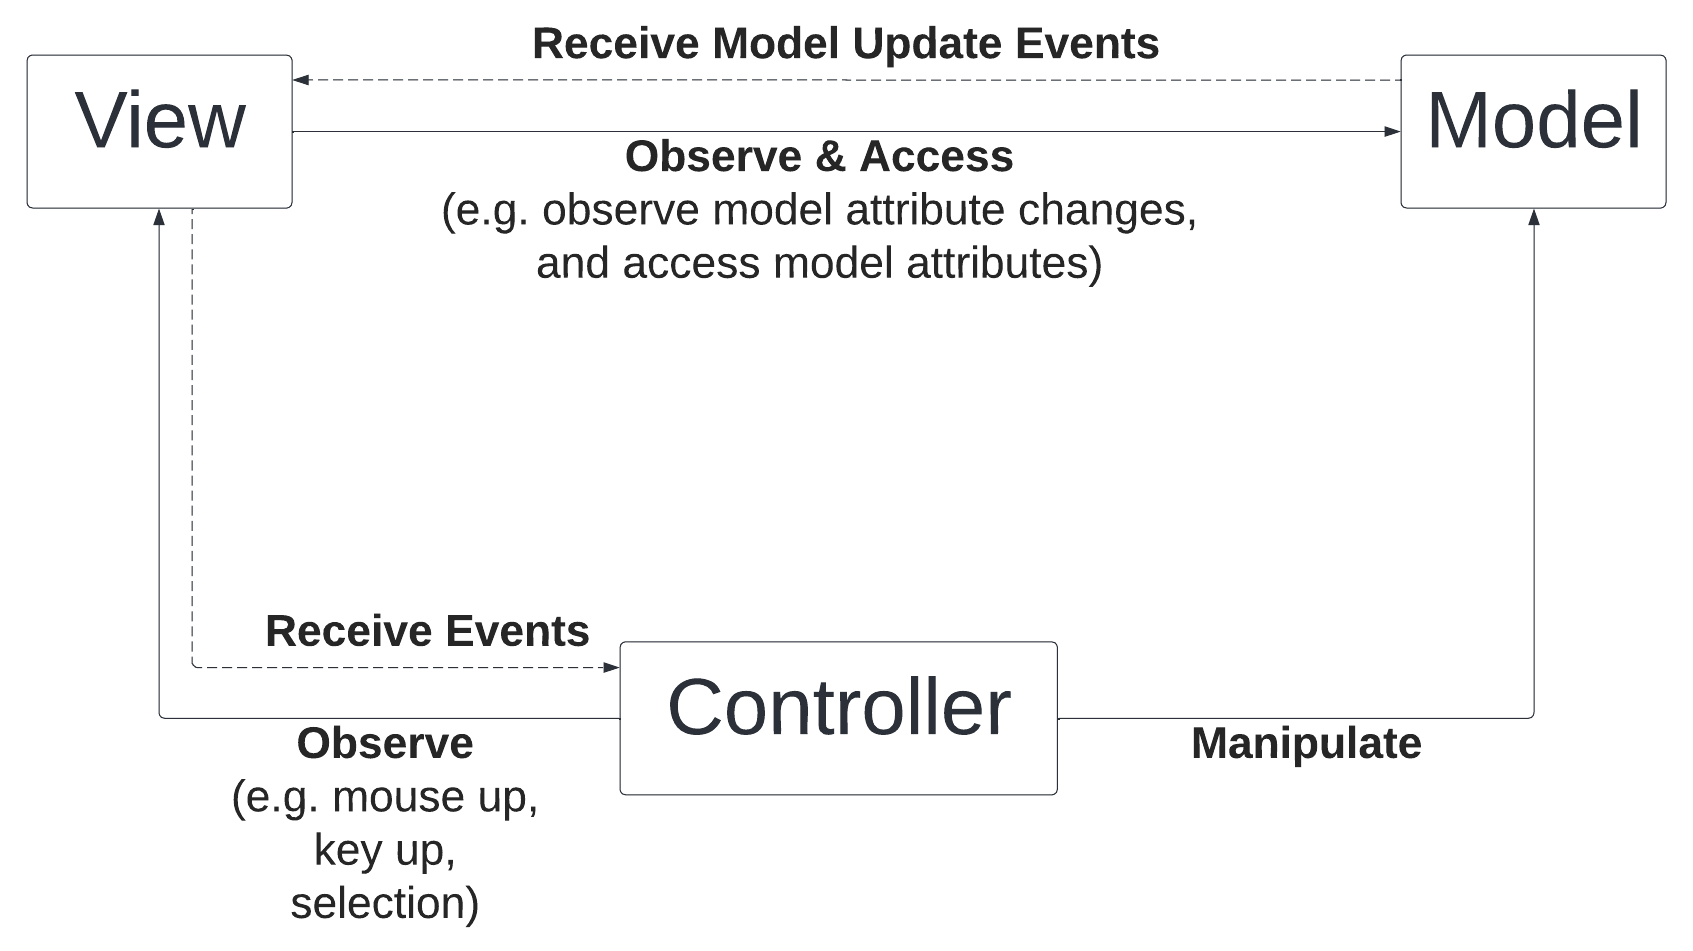 Receive Model Update Events
View
Model
Observe & Access
(e.g. observe model attribute changes,
and access model attributes)
Receive Events
Controller
Observe
(e.g. mouse up,
key up,
selection)
Manipulate